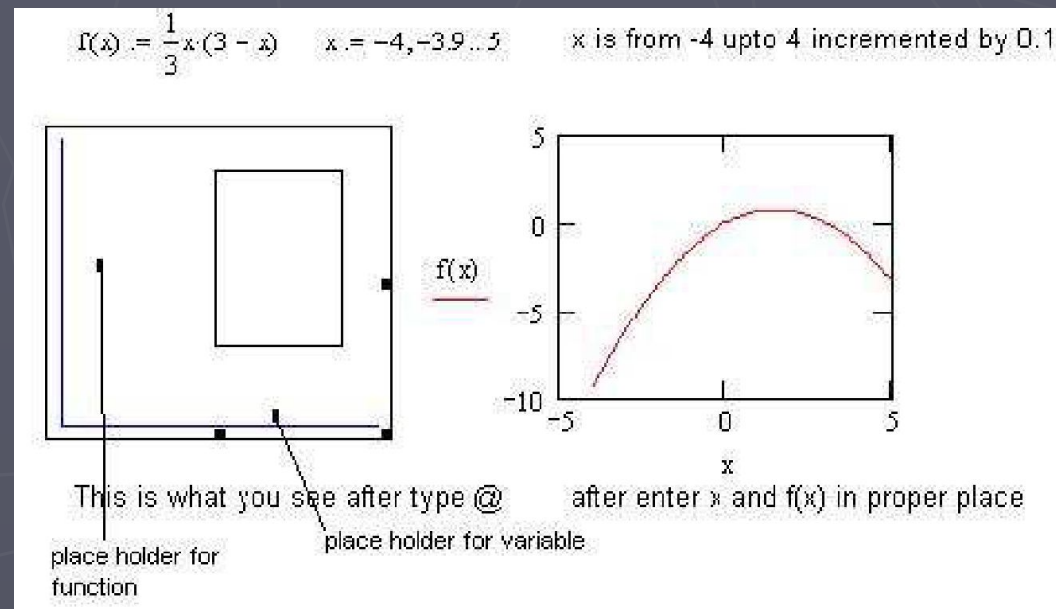 f(x) := 1/3 x·(3 − x)    x := −4,−3.9 .. 5    x is from -4 upto 4 incremented by 0.1
5
0
f(x)
−5
−10
−5 0 5
x
This is what you see after type @    after enter x and f(x) in proper place
place holder for variable
place holder for
function